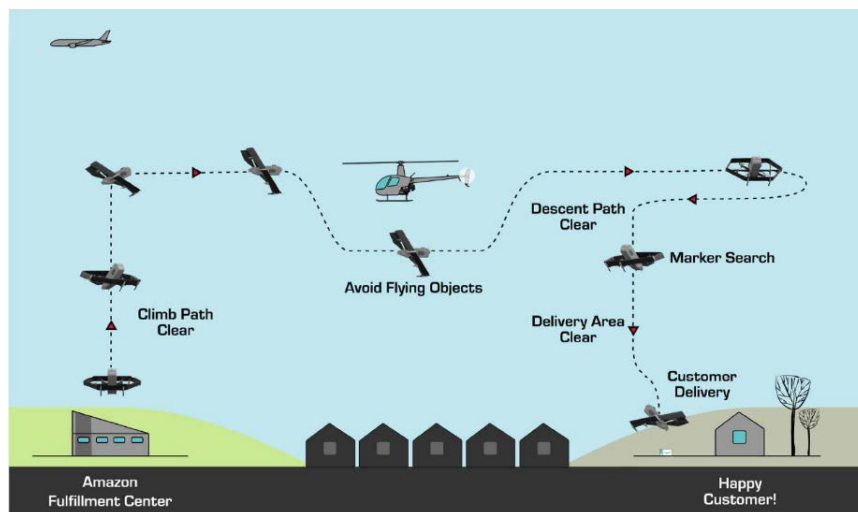 Climb Path
Clear
Avoid Flying Objects
Descent Path
Clear
Marker Search
Delivery Area
Clear
Customer
Delivery
Amazon
Fulfillment Center
Happy
Customer!